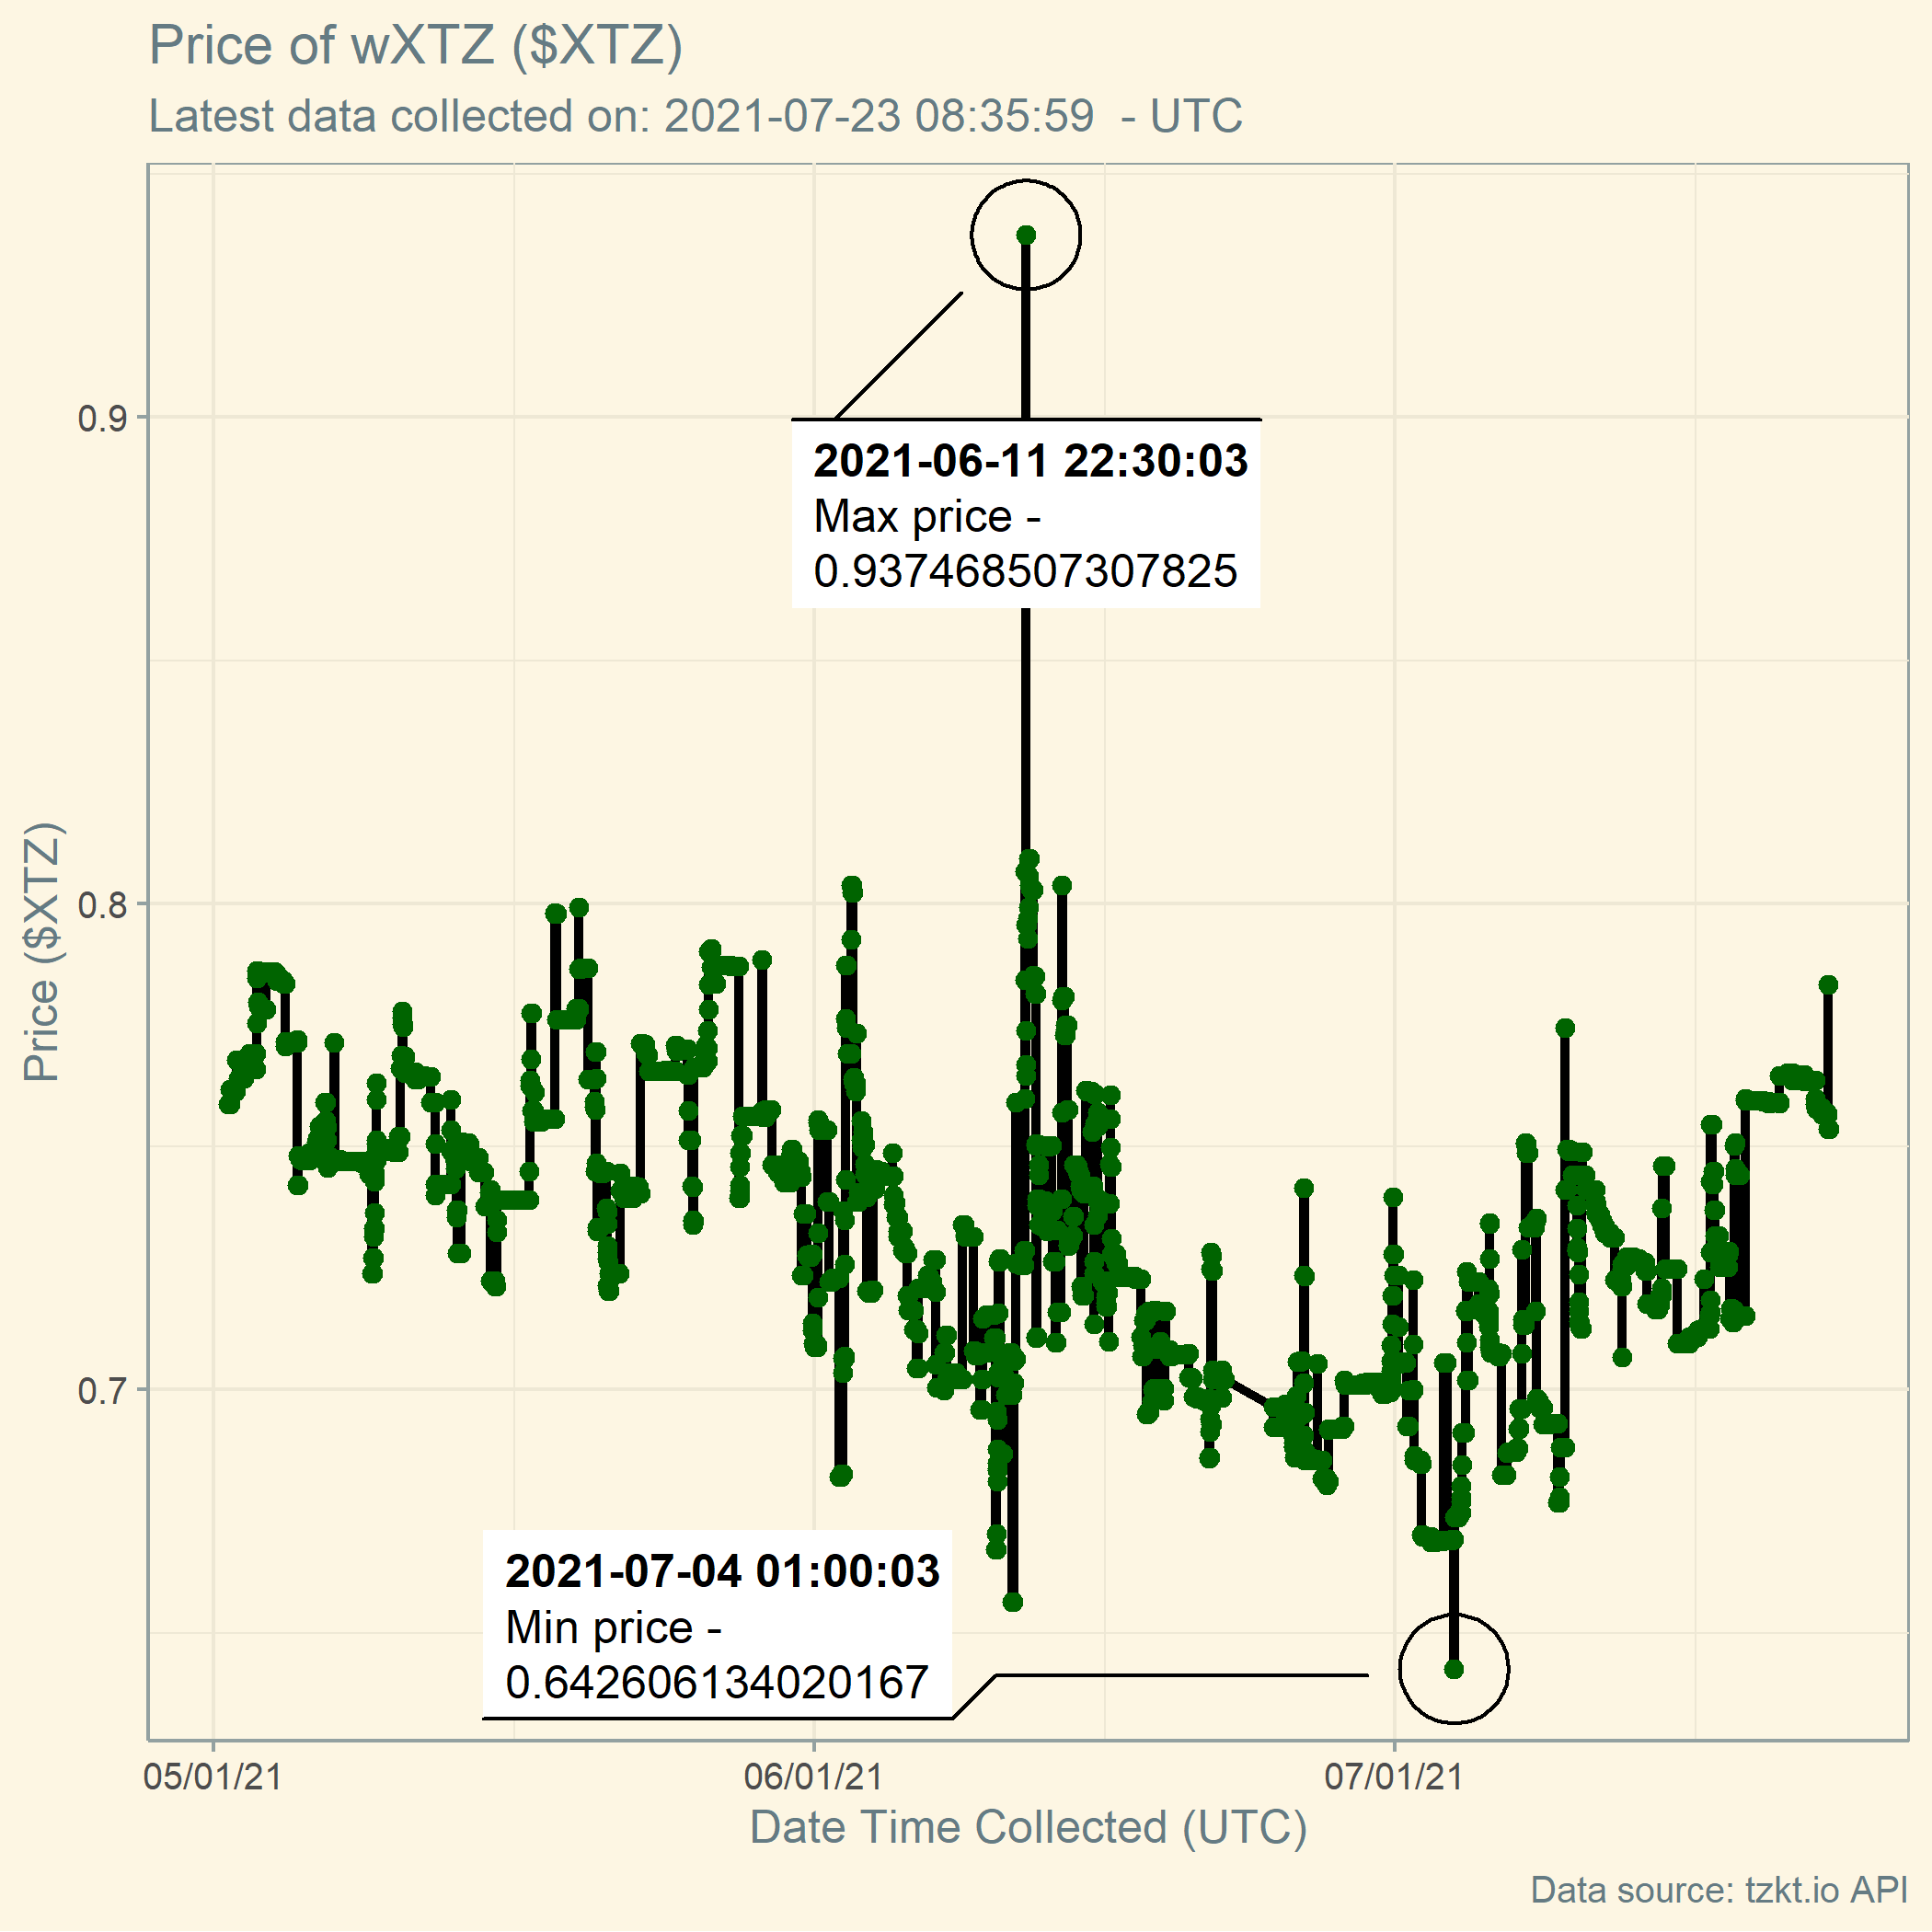 Price of wXTZ ($XTZ)
Latest data collected on: 2021-07-23 08:35:59  - UTC
Price ($XTZ)
0.9
0.8
0.7
2021-06-11 22:30:03
Max price -
0.937468507307825
2021-07-04 01:00:03
Min price -
0.642606134020167
05/01/21
06/01/21
07/01/21
Date Time Collected (UTC)
Data source: tzkt.io API